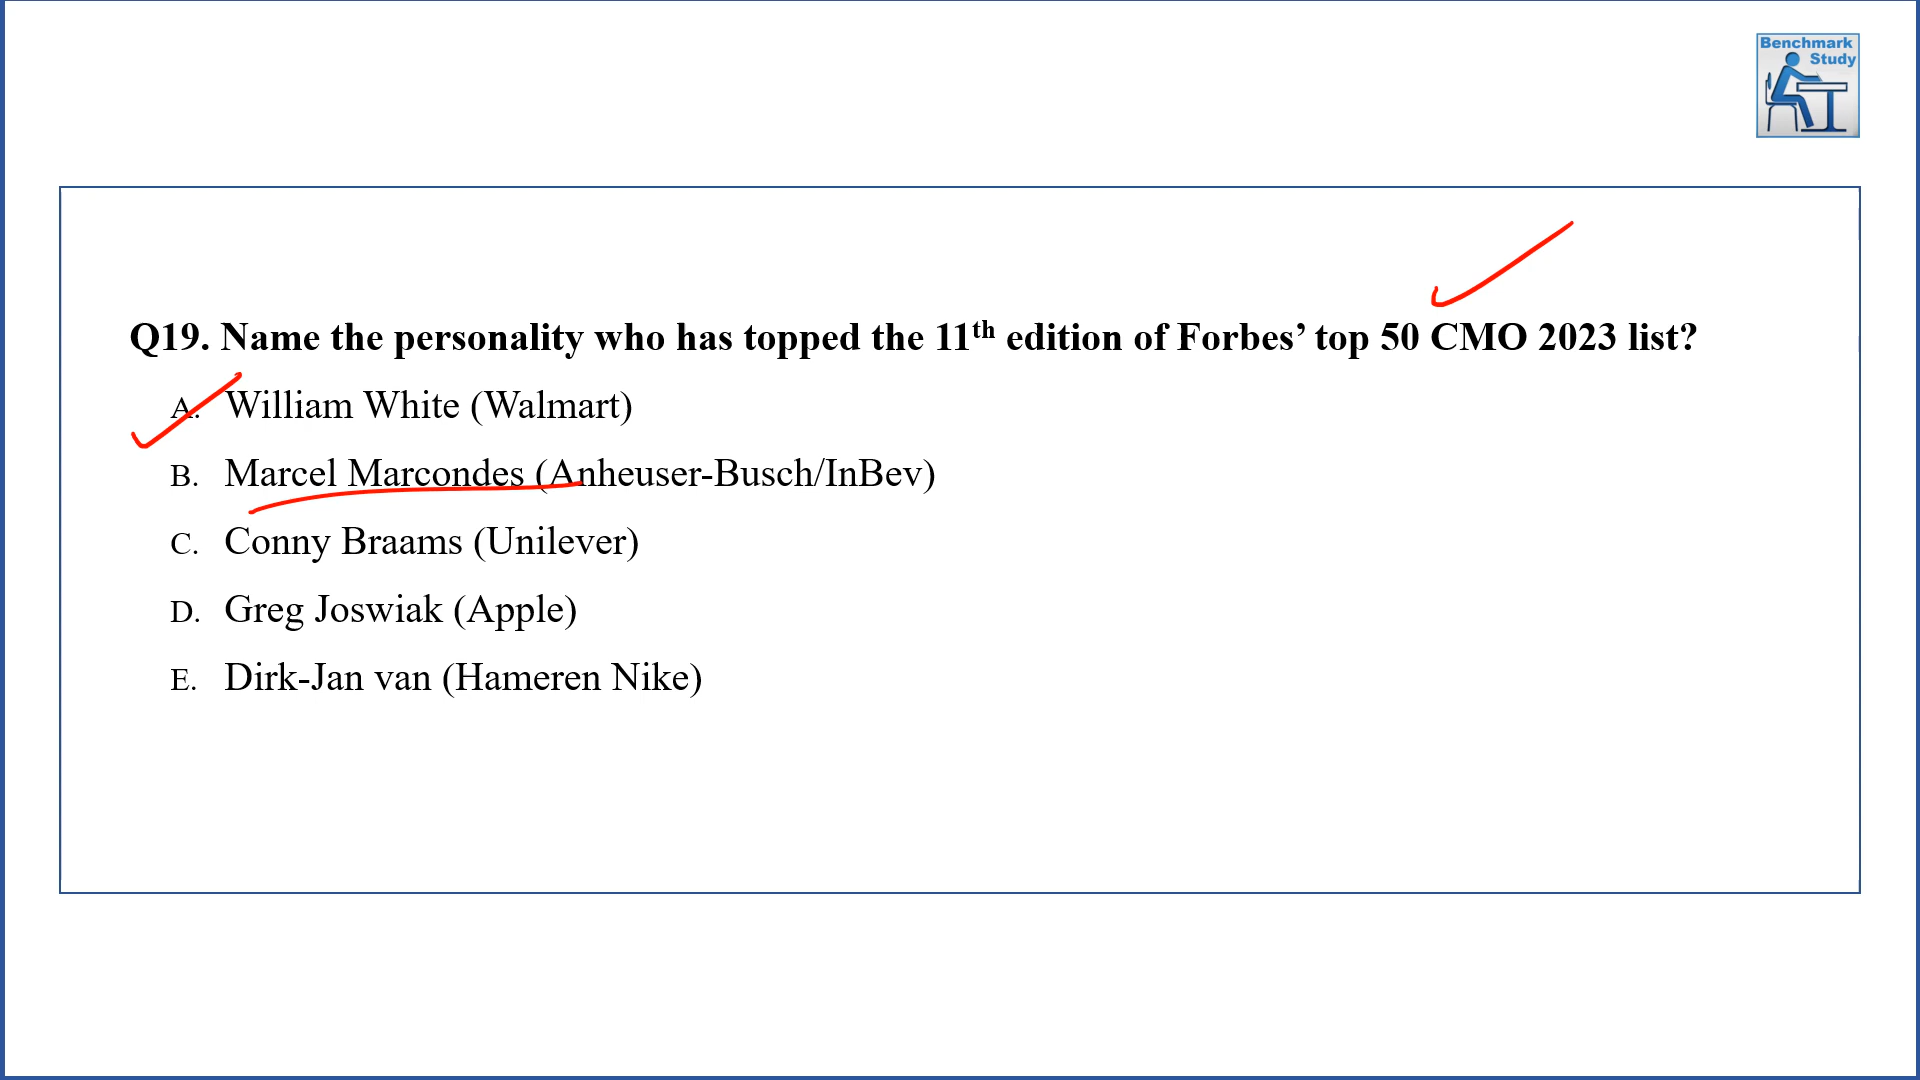 Benchmark
Study
Q19. Name the personality who has topped the 11th edition of Forbes’ top 50 CMO 2023 list?
A. William White (Walmart)
B. Marcel Marcondes (Anheuser-Busch/InBev)
C. Conny Braams (Unilever)
D. Greg Joswiak (Apple)
E. Dirk-Jan van (Hameren Nike)